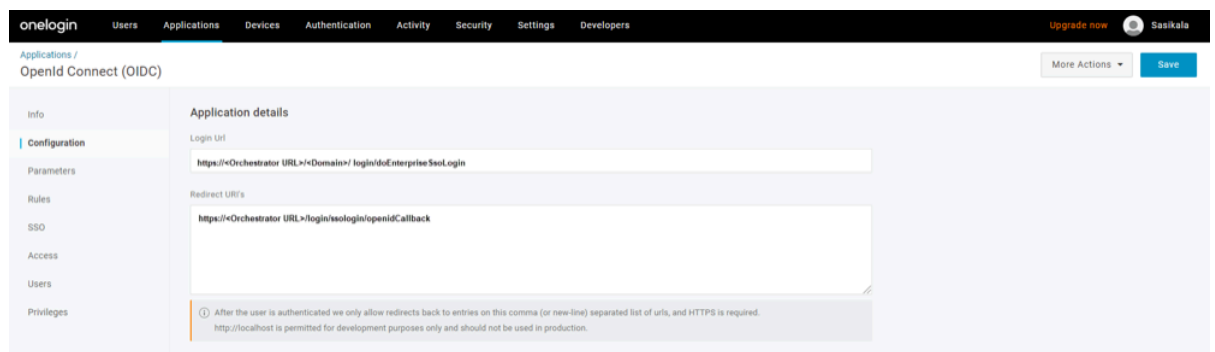 onelogin Users Applications Devices Authentication Activity Security Settings Developers Upgrade now Sasikala
Applications /
OpenId Connect (OIDC)
More Actions Save
Info
Configuration
Parameters
Rules
SSO
Access
Users
Privileges
Application details
Login Url
https://<Orchestrator URL>/<Domain>/ login/doEnterpriseSsoLogin
Redirect URI's
https://<Orchestrator URL>/login/ssologin/openidCallback
After the user is authenticated we only allow redirects back to entries on this comma (or new-line) separated list of urls, and HTTPS is required.
http://localhost is permitted for development purposes only and should not be used in production.